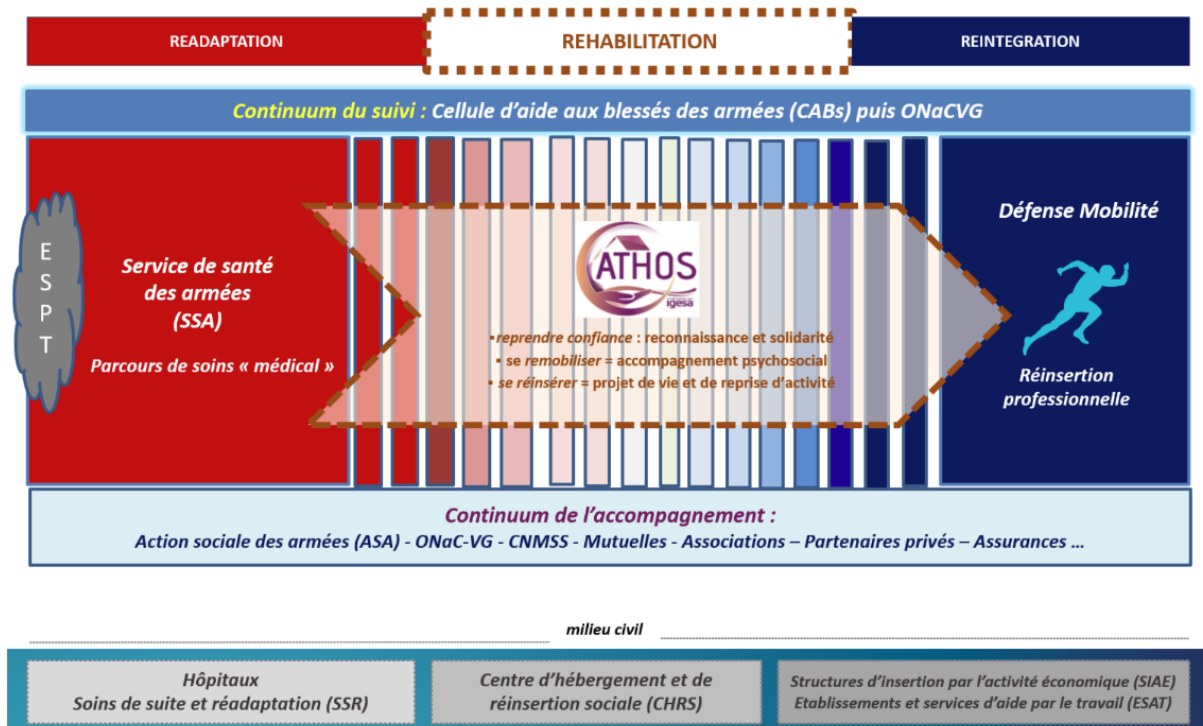 READAPTATION
REHABILITATION
REINTEGRATION
Continuum du suivi : Cellule d'aide aux blessés des armées (CABs) puis ONaCVG
ESPT
Service de santé
des armées
(SSA)
Parcours de soins « médical »
ATHOS
igesa
▪reprendre confiance : reconnaissance et solidarité
▪ se remobiliser = accompagnement psychosocial
▪ se réinsérer = projet de vie et de reprise d'activité
Défense Mobilité
Réinsertion
professionnelle
Continuum de l'accompagnement :
Action sociale des armées (ASA) - ONaC-VG - CNMSS - Mutuelles - Associations – Partenaires privés – Assurances ...
milieu civil
Hôpitaux
Soins de suite et réadaptation (SSR)
Centre d'hébergement et de
réinsertion sociale (CHRS)
Structures d'insertion par l'activité économique (SIAE)
Etablissements et services d'aide par le travail (ESAT)